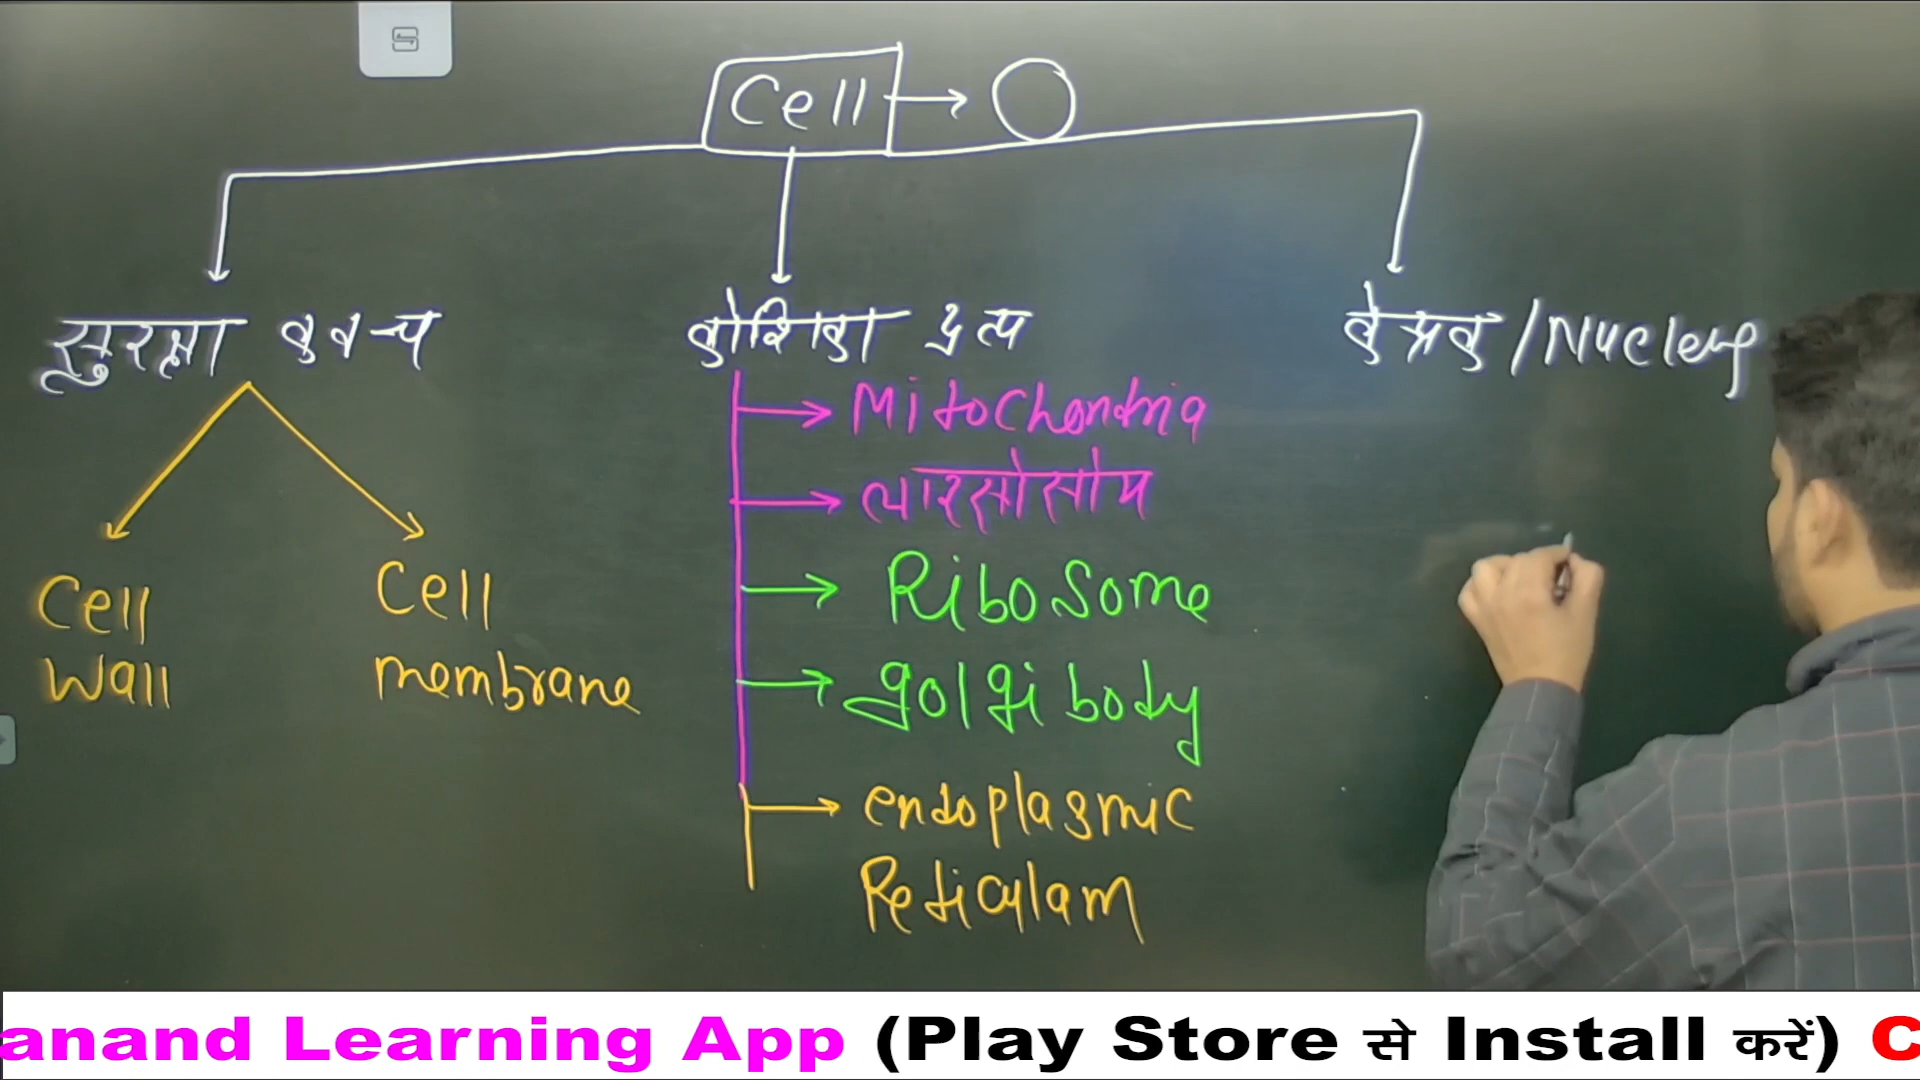 Cell
सुरक्षा कवच
कोशिका द्रव्य
केन्द्रक / Nucleus
Cell
Wall
Cell
membrane
Mitochondria
लाइसोसोम
Ribosome
golgi body
endoplasmic
Reticulam
anand Learning App (Play Store से Install करें) C